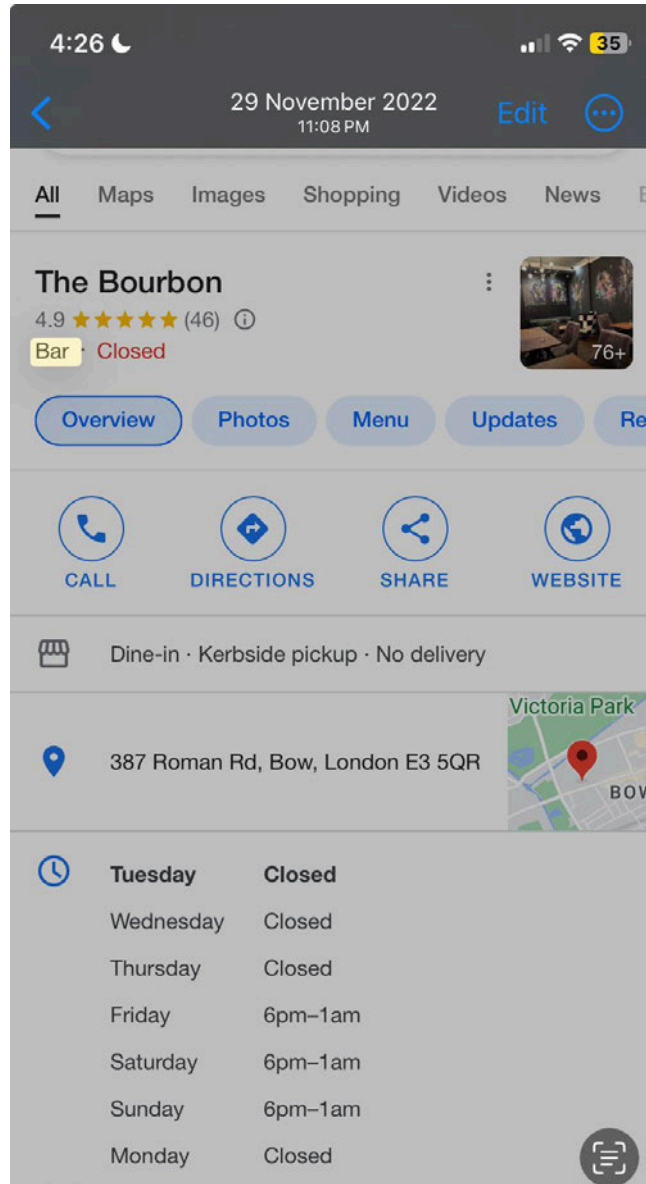 4:26
35
29 November 2022
Edit
11:08 PM
All Maps Images Shopping Videos News
The Bourbon
4.9 (46)
Bar · Closed
76+
Overview Photos Menu Updates Re
CALL DIRECTIONS SHARE WEBSITE
Dine-in · Kerbside pickup · No delivery
Victoria Park
387 Roman Rd, Bow, London E3 5QR
BOW
Tuesday Closed
Wednesday Closed
Thursday Closed
Friday 6pm–1am
Saturday 6pm–1am
Sunday 6pm–1am
Monday Closed